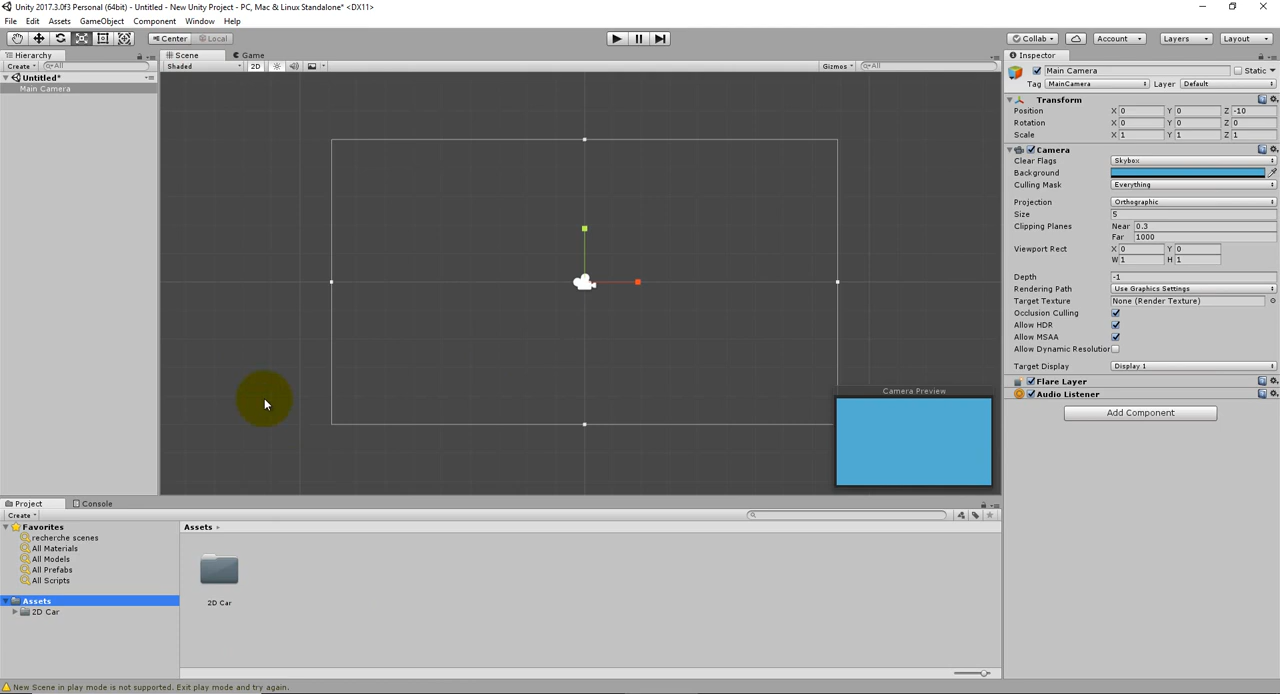 Unity 2017.3.0f3 Personal (64bit) - Untitled - New Unity Project - PC, Mac & Linux Standalone* <DX11>
File Edit Assets GameObject Component Window Help
Center Local Collab Account Layers Layout
Hierarchy Scene Game Inspector
Create All Shaded 2D Gizmos All Main Camera Static
Untitled*
Tag MainCamera Layer Default
Main Camera
Transform
Position X 0 Y 0 Z -10
Rotation X 0 Y 0 Z 0
Scale X 1 Y 1 Z 1
Camera
Clear Flags Skybox
Background
Culling Mask Everything
Projection Orthographic
Size 5
Clipping Planes Near 0.3
Far 1000
Viewport Rect X 0 Y 0
W 1 H 1
Depth -1
Rendering Path Use Graphics Settings
Target Texture None (Render Texture)
Occlusion Culling
Allow HDR
Allow MSAA
Allow Dynamic Resolution
Target Display Display 1
Flare Layer
Audio Listener
Add Component
Camera Preview
Project Console
Create
Favorites
recherche scenes
All Materials
All Models
All Prefabs
All Scripts
Assets
2D Car
Assets
2D Car
New Scene in play mode is not supported. Exit play mode and try again.